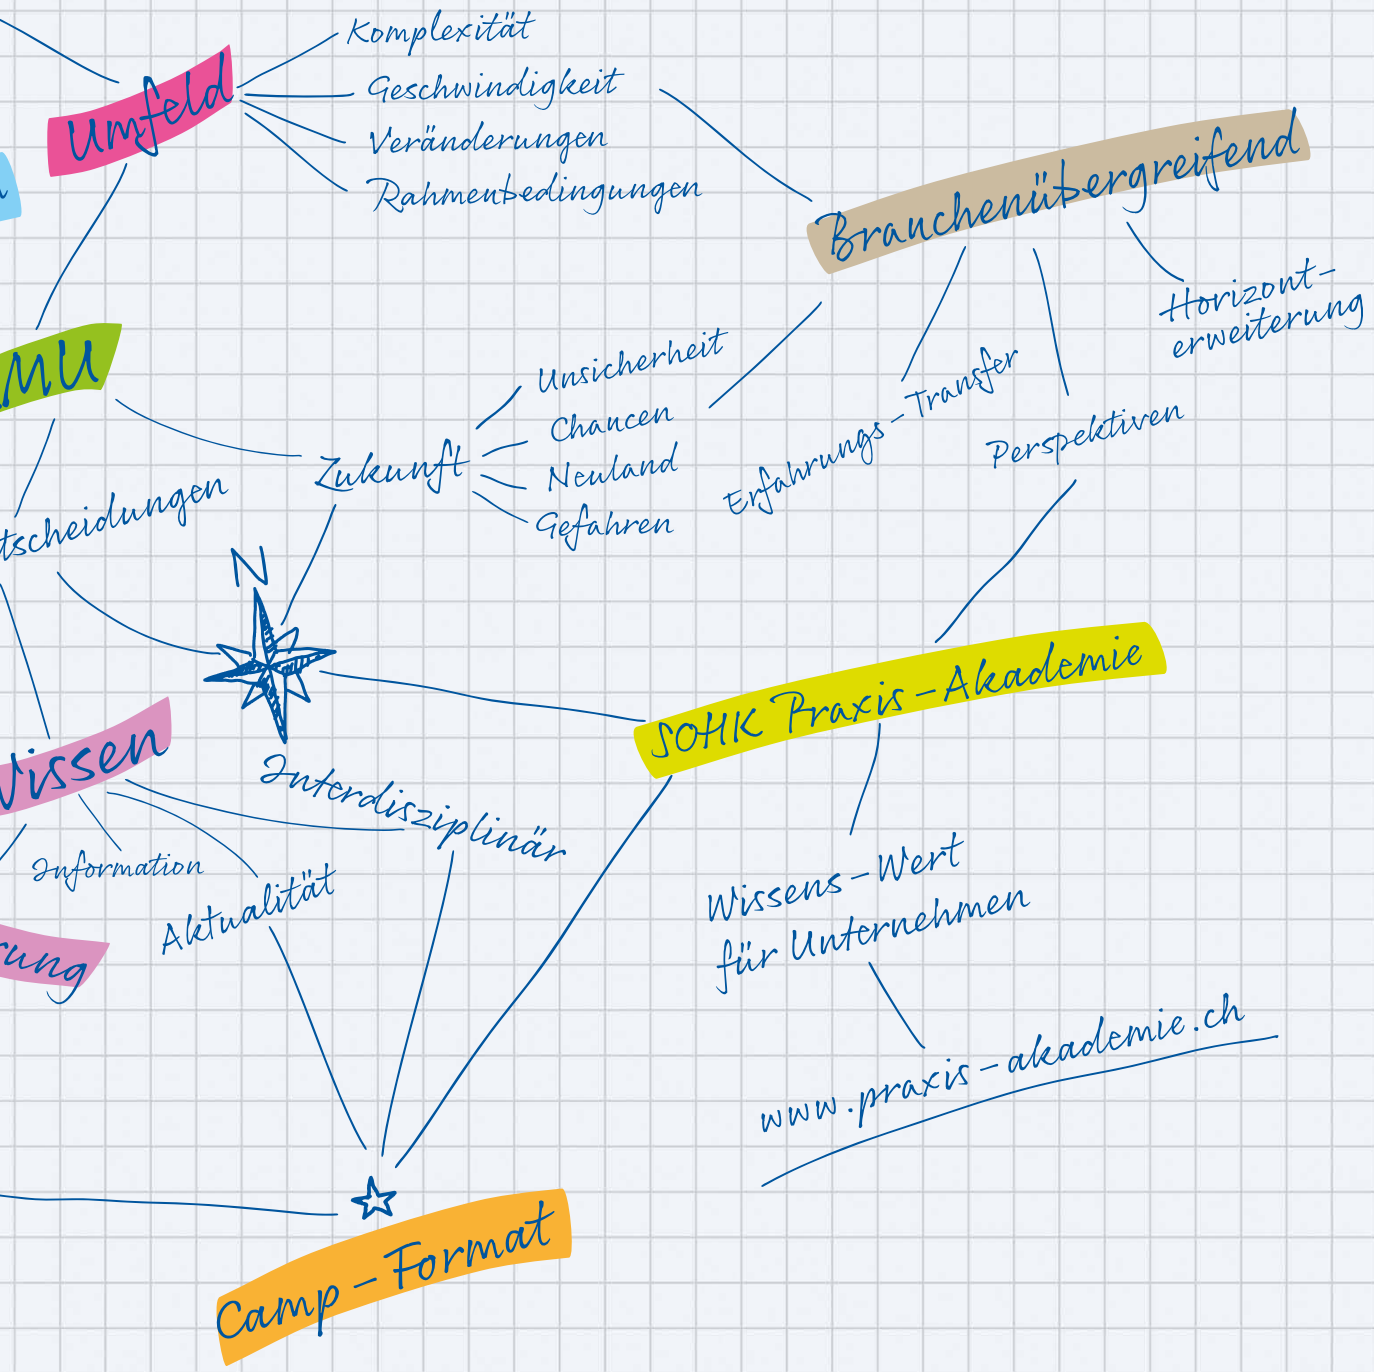 Komplexität
Umfeld
Geschwindigkeit
Veränderungen
Rahmenbedingungen
Branchenübergreifend
Horizont-
erweiterung
MU
Unsicherheit
Chancen
Zukunft
Neuland
Gefahren
Erfahrungs-Transfer
Perspektiven
tscheidungen
N
SOHK Praxis-Akademie
Wissen
Interdisziplinär
Information
Aktualität
rung
Wissens-Wert
für Unternehmen
www.praxis-akademie.ch
Camp-Format